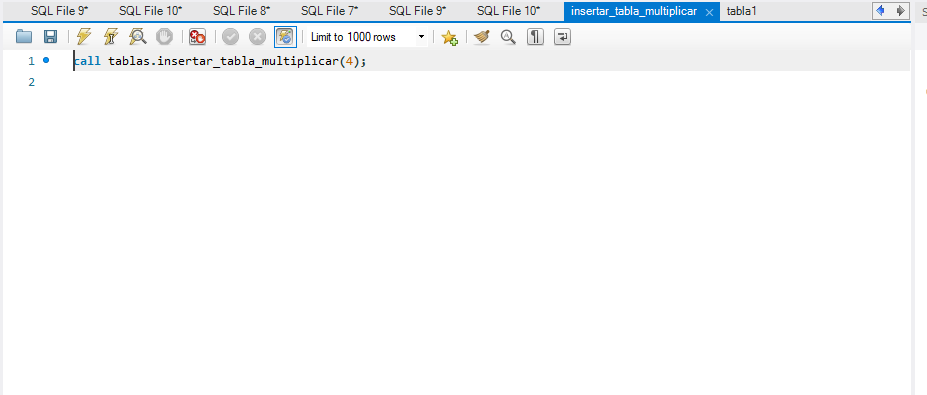 SQL File 9* SQL File 10* SQL File 8* SQL File 7* SQL File 9* SQL File 10* insertar_tabla_multiplicar tabla1
Limit to 1000 rows
1 call tablas.insertar_tabla_multiplicar(4);
2